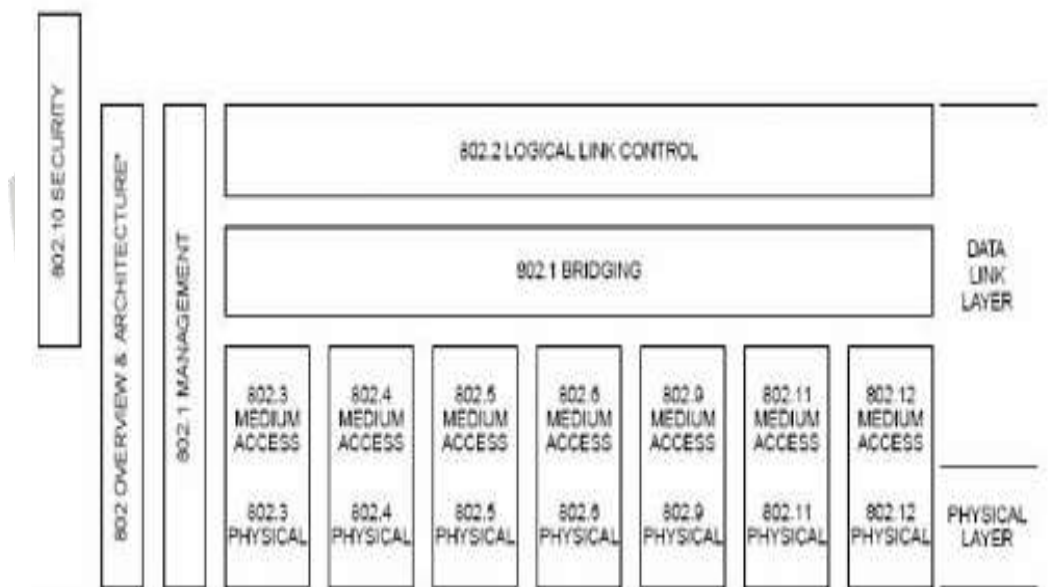 802.10 SECURITY
802 OVERVIEW & ARCHITECTURE*
802.1 MANAGEMENT
802.2 LOGICAL LINK CONTROL
802.1 BRIDGING
DATA
LINK
LAYER
802.3
MEDIUM
ACCESS
802.3
PHYSICAL
802.4
MEDIUM
ACCESS
802.4
PHYSICAL
802.5
MEDIUM
ACCESS
802.5
PHYSICAL
802.6
MEDIUM
ACCESS
802.6
PHYSICAL
802.9
MEDIUM
ACCESS
802.9
PHYSICAL
802.11
MEDIUM
ACCESS
802.11
PHYSICAL
802.12
MEDIUM
ACCESS
802.12
PHYSICAL
PHYSICAL
LAYER